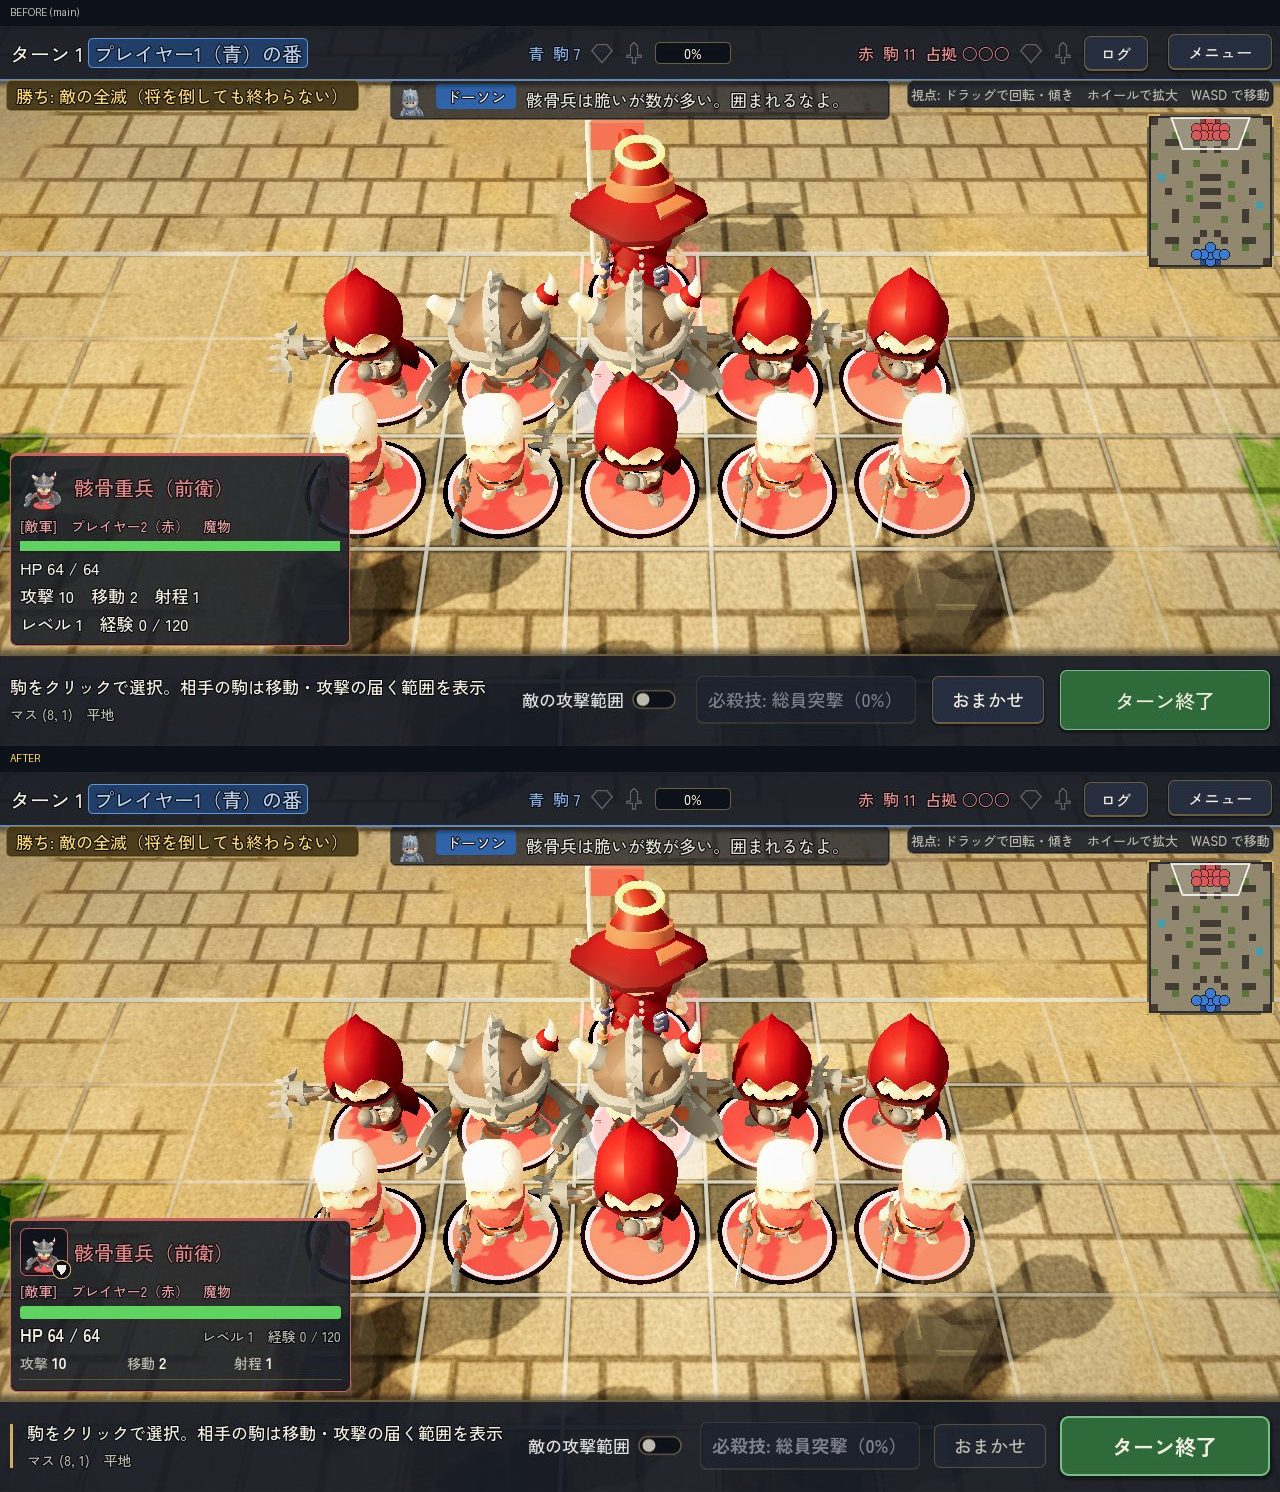 BEFORE (main)
ターン 1 プレイヤー1（青）の番 青 駒 7 0% 赤 駒 11 占拠 〇〇〇 ログ メニュー
勝ち: 敵の全滅（将を倒しても終わらない） ドーソン 骸骨兵は脆いが数が多い。囲まれるなよ。 視点: ドラッグで回転・傾き ホイールで拡大 WASD で移動
骸骨重兵（前衛）
[敵軍] プレイヤー2（赤） 魔物
HP 64 / 64
攻撃 10 移動 2 射程 1
レベル 1 経験 0 / 120
駒をクリックで選択。相手の駒は移動・攻撃の届く範囲を表示 敵の攻撃範囲 必殺技: 総員突撃（0%） おまかせ ターン終了
マス (8, 1) 平地
AFTER
ターン 1 プレイヤー1（青）の番 青 駒 7 0% 赤 駒 11 占拠 〇〇〇 ログ メニュー
勝ち: 敵の全滅（将を倒しても終わらない） ドーソン 骸骨兵は脆いが数が多い。囲まれるなよ。 視点: ドラッグで回転・傾き ホイールで拡大 WASD で移動
骸骨重兵（前衛）
[敵軍] プレイヤー2（赤） 魔物
HP 64 / 64 レベル 1 経験 0 / 120
攻撃 10 移動 2 射程 1
駒をクリックで選択。相手の駒は移動・攻撃の届く範囲を表示 敵の攻撃範囲 必殺技: 総員突撃（0%） おまかせ ターン終了
マス (8, 1) 平地